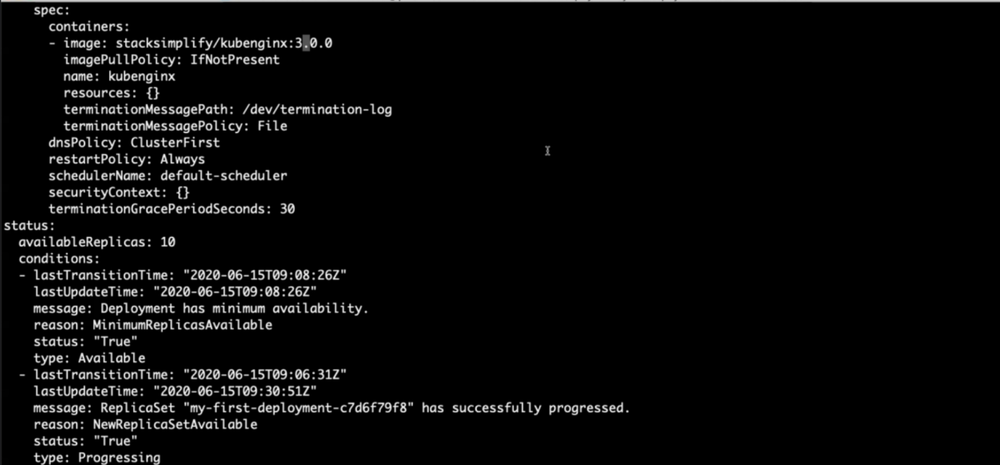 spec:
containers:
- image: stacksimplify/kubenginx:3.0.0
imagePullPolicy: IfNotPresent
name: kubenginx
resources: {}
terminationMessagePath: /dev/termination-log
terminationMessagePolicy: File
dnsPolicy: ClusterFirst
restartPolicy: Always
schedulerName: default-scheduler
securityContext: {}
terminationGracePeriodSeconds: 30
status:
availableReplicas: 10
conditions:
- lastTransitionTime: "2020-06-15T09:08:26Z"
lastUpdateTime: "2020-06-15T09:08:26Z"
message: Deployment has minimum availability.
reason: MinimumReplicasAvailable
status: "True"
type: Available
- lastTransitionTime: "2020-06-15T09:06:31Z"
lastUpdateTime: "2020-06-15T09:30:51Z"
message: ReplicaSet "my-first-deployment-c7d6f79f8" has successfully progressed.
reason: NewReplicaSetAvailable
status: "True"
type: Progressing